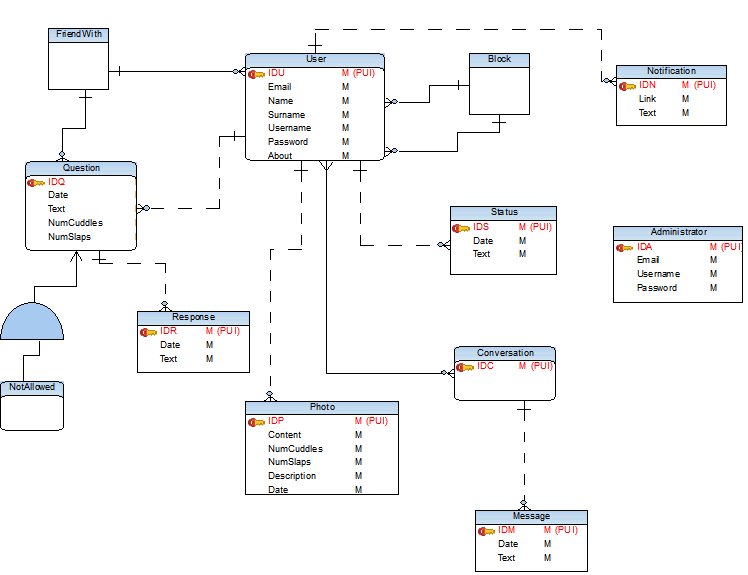 FriendWith
User
IDU M (PUI)
Email M
Name M
Surname M
Username M
Password M
About M
Block
Notification
IDN M (PUI)
Link M
Text M
Question
IDQ
Date
Text
NumCuddles
NumSlaps
Status
IDS M (PUI)
Date M
Text M
Administrator
IDA M (PUI)
Email M
Username M
Password M
Response
IDR M (PUI)
Date M
Text M
NotAllowed
Conversation
IDC M (PUI)
Photo
IDP M (PUI)
Content M
NumCuddles M
NumSlaps M
Description M
Date M
Message
IDM M (PUI)
Date M
Text M